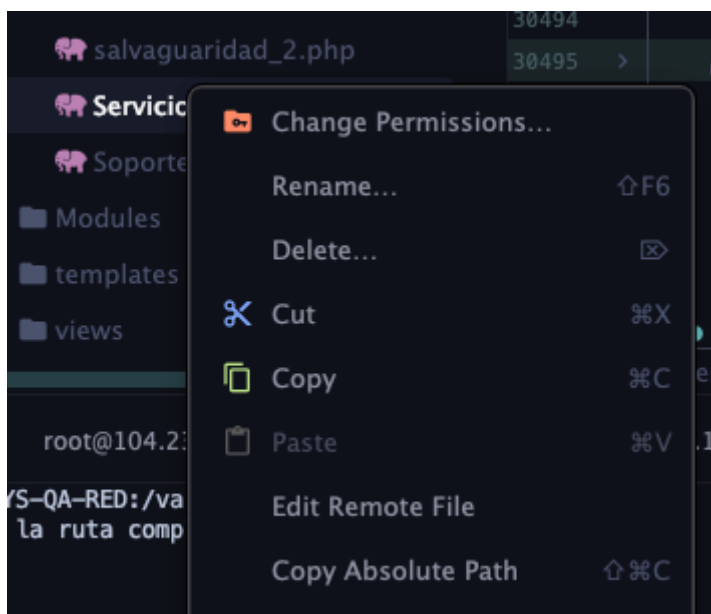 30494
salvaguaridad_2.php
30495 >
Servicic
Change Permissions...
Soporte
Rename... ⇧F6
Modules
Delete... ⌦
templates
Cut ⌘X
views
Copy ⌘C
root@104.23
Paste ⌘V
YS-QA-RED:/va
Edit Remote File
la ruta comp
Copy Absolute Path ⇧⌘C